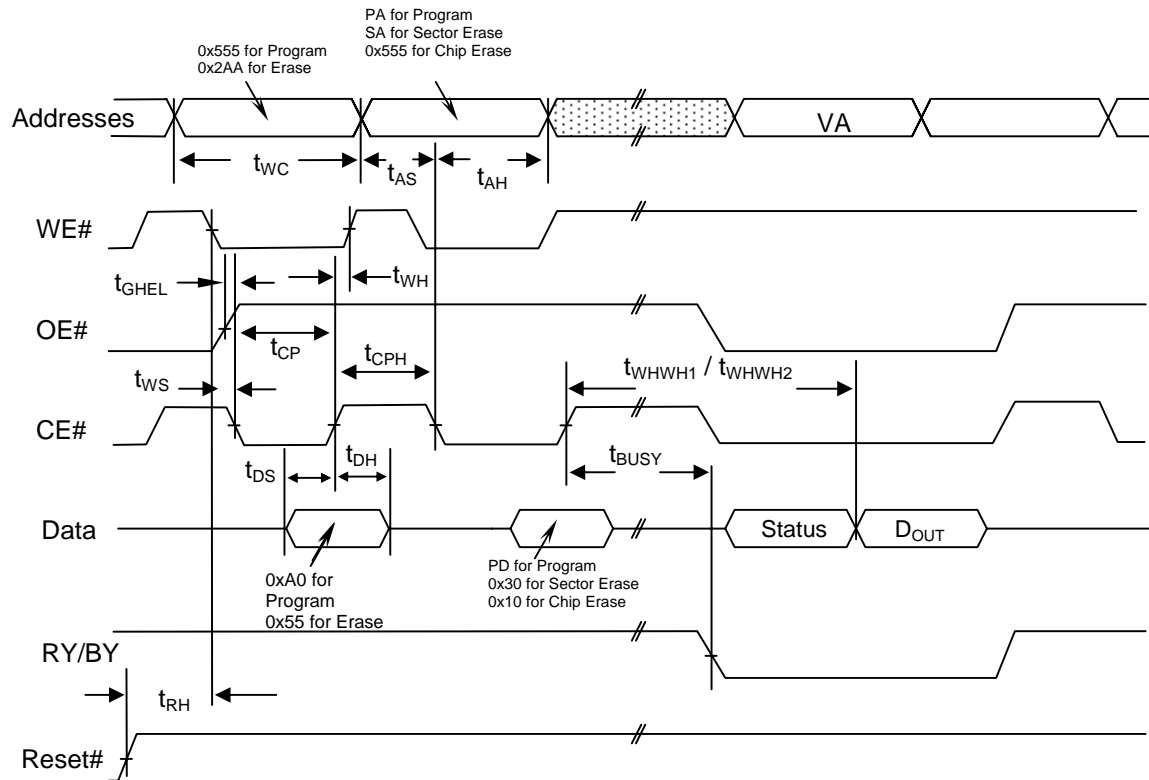 PA for Program
SA for Sector Erase
0x555 for Chip Erase
0x555 for Program
0x2AA for Erase
Addresses
VA
tWC
tAS
tAH
WE#
tGHEL
tWH
OE#
tCP
tCPH
tWHWH1 / tWHWH2
tWS
CE#
tDS
tDH
tBUSY
Data
Status
DOUT
0xA0 for
Program
0x55 for Erase
PD for Program
0x30 for Sector Erase
0x10 for Chip Erase
RY/BY
tRH
Reset#